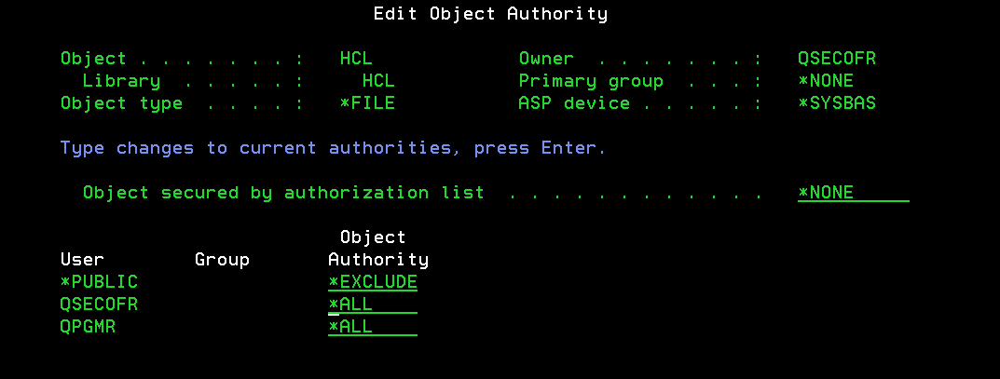 Edit Object Authority
Object . . . . . . . :   HCL   Owner  . . . . . . . . :   QSECOFR
Library  . . . . . :   HCL   Primary group  . . . . :   *NONE
Object type  . . . . :   *FILE   ASP device . . . . . . :   *SYSBAS
Type changes to current authorities, press Enter.
Object secured by authorization list  . . . . . . . . . . . .   *NONE
Object
User   Group   Authority
*PUBLIC   *EXCLUDE
QSECOFR   *ALL
QPGMR   *ALL